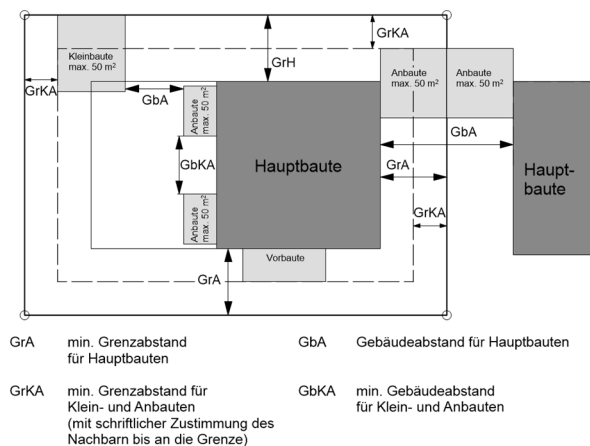 GrKA
Kleinbaute
max. 50 m²
GrH
Anbaute
max. 50 m²
Anbaute
max. 50 m²
GrKA
GbA
Anbaute
max. 50 m²
GbA
GbKA
Hauptbaute
GrA
Haupt-
baute
Anbaute
max. 50 m²
GrKA
Vorbaute
GrA
GrA min. Grenzabstand
für Hauptbauten
GbA Gebäudeabstand für Hauptbauten
GrKA min. Grenzabstand für
Klein- und Anbauten
(mit schriftlicher Zustimmung des
Nachbarn bis an die Grenze)
GbKA min. Gebäudeabstand
für Klein- und Anbauten